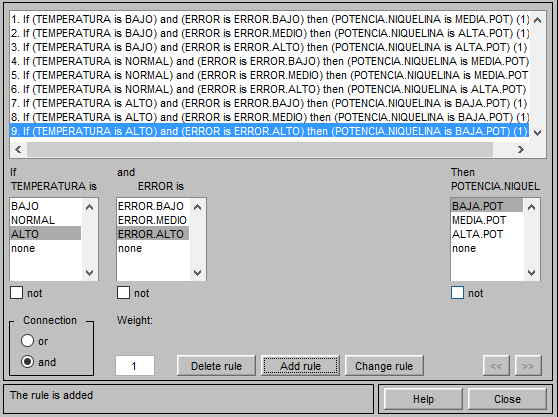 1. If (TEMPERATURA is BAJO) and (ERROR is ERROR.BAJO) then (POTENCIA.NIQUELINA is MEDIA.POT) (1)
2. If (TEMPERATURA is BAJO) and (ERROR is ERROR.MEDIO) then (POTENCIA.NIQUELINA is ALTA.POT) (1)
3. If (TEMPERATURA is BAJO) and (ERROR is ERROR.ALTO) then (POTENCIA.NIQUELINA is ALTA.POT) (1)
4. If (TEMPERATURA is NORMAL) and (ERROR is ERROR.BAJO) then (POTENCIA.NIQUELINA is MEDIA.POT)
5. If (TEMPERATURA is NORMAL) and (ERROR is ERROR.MEDIO) then (POTENCIA.NIQUELINA is MEDIA.POT
6. If (TEMPERATURA is NORMAL) and (ERROR is ERROR.ALTO) then (POTENCIA.NIQUELINA is ALTA.POT)
7. If (TEMPERATURA is ALTO) and (ERROR is ERROR.BAJO) then (POTENCIA.NIQUELINA is BAJA.POT) (1)
8. If (TEMPERATURA is ALTO) and (ERROR is ERROR.MEDIO) then (POTENCIA.NIQUELINA is BAJA.POT) (1)
9. If (TEMPERATURA is ALTO) and (ERROR is ERROR.ALTO) then (POTENCIA.NIQUELINA is BAJA.POT) (1)
If
TEMPERATURA is
BAJO
NORMAL
ALTO
none
not
and
ERROR is
ERROR.BAJO
ERROR.MEDIO
ERROR.ALTO
none
not
Then
POTENCIA.NIQUEL
BAJA.POT
MEDIA.POT
ALTA.POT
none
not
Connection
or
and
Weight:
1
Delete rule
Add rule
Change rule
<<
>>
The rule is added
Help
Close